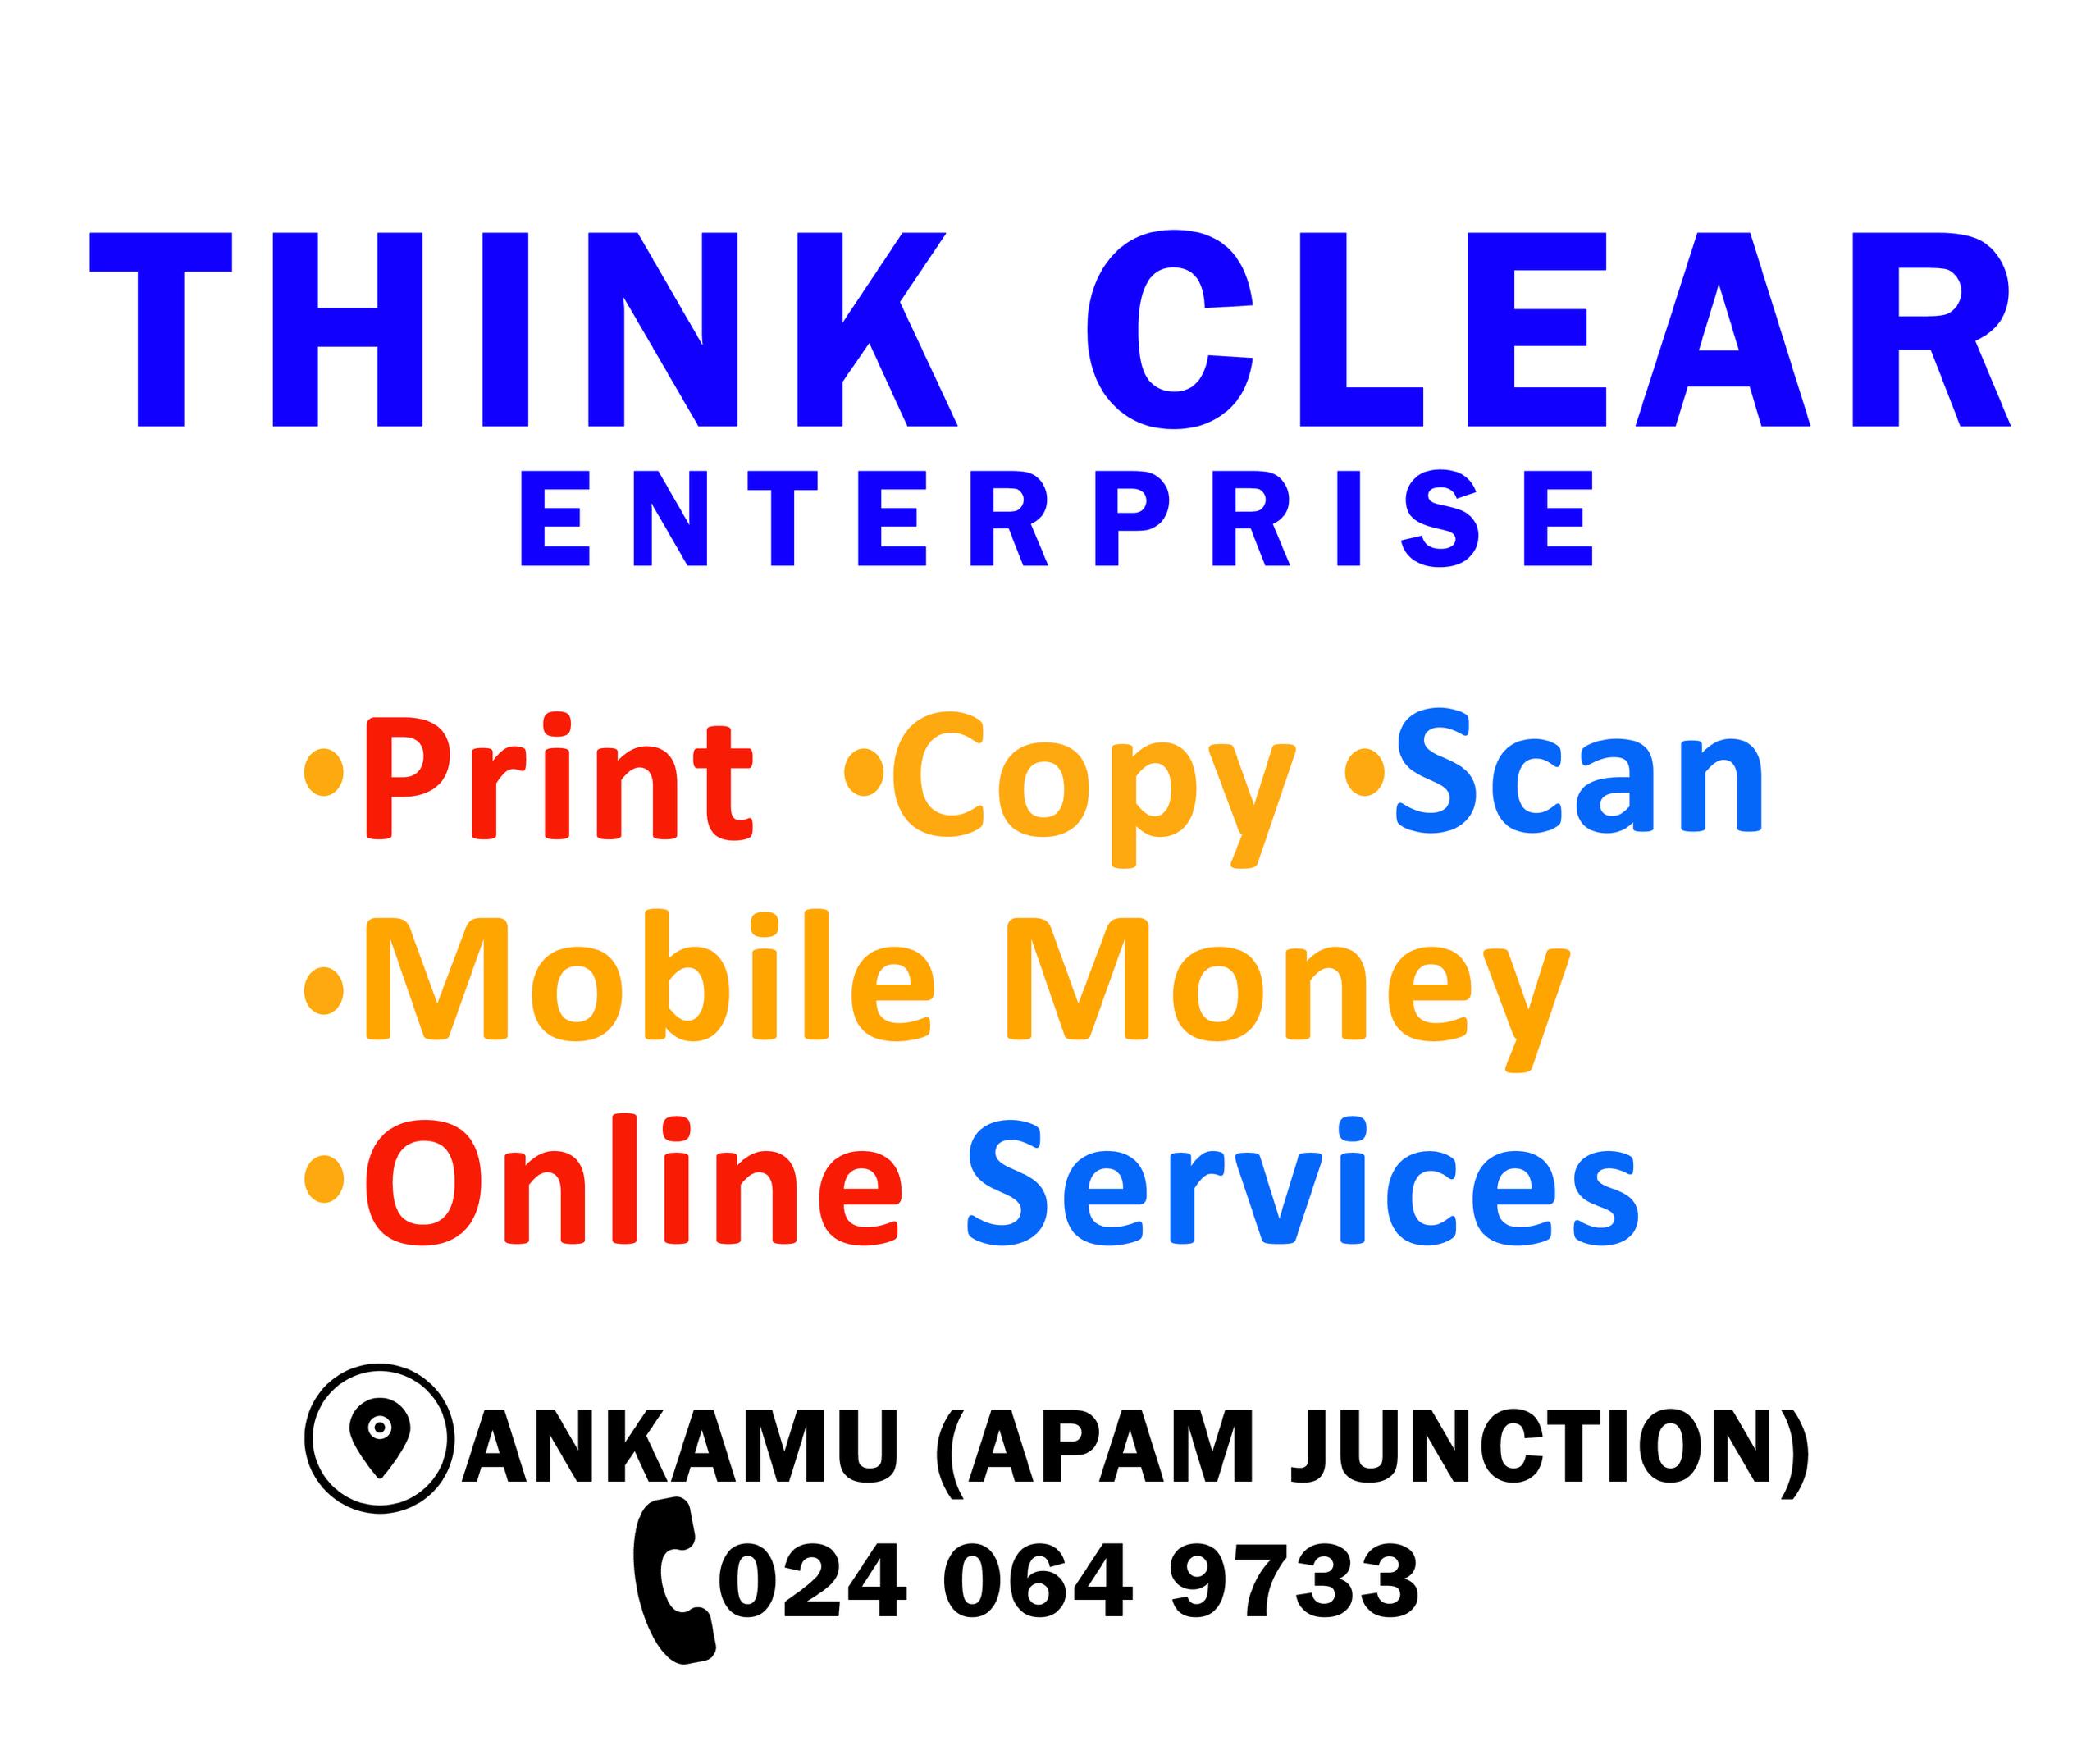 THINK CLEAR
ENTERPRISE
•Print •Copy •Scan
•Mobile Money
•Online Services
ANKAMU (APAM JUNCTION)
024 064 9733